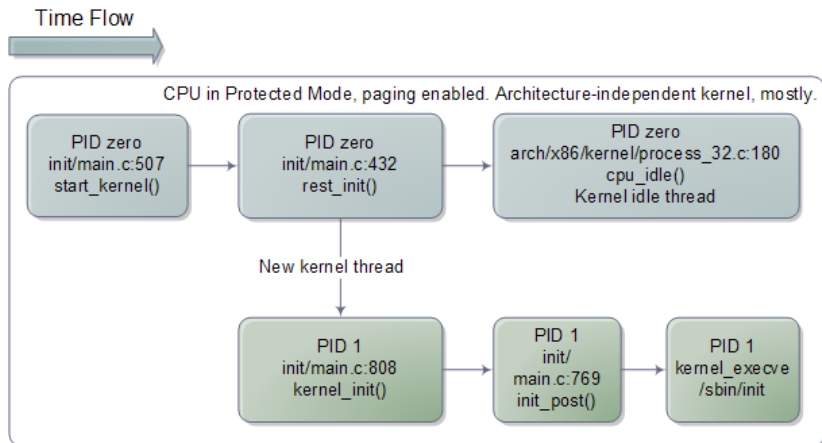 Time Flow
CPU in Protected Mode, paging enabled. Architecture-independent kernel, mostly.
PID zero
init/main.c:507
start_kernel()
PID zero
init/main.c:432
rest_init()
PID zero
arch/x86/kernel/process_32.c:180
cpu_idle()
Kernel idle thread
New kernel thread
PID 1
init/main.c:808
kernel_init()
PID 1
init/
main.c:769
init_post()
PID 1
kernel_execve
/sbin/init